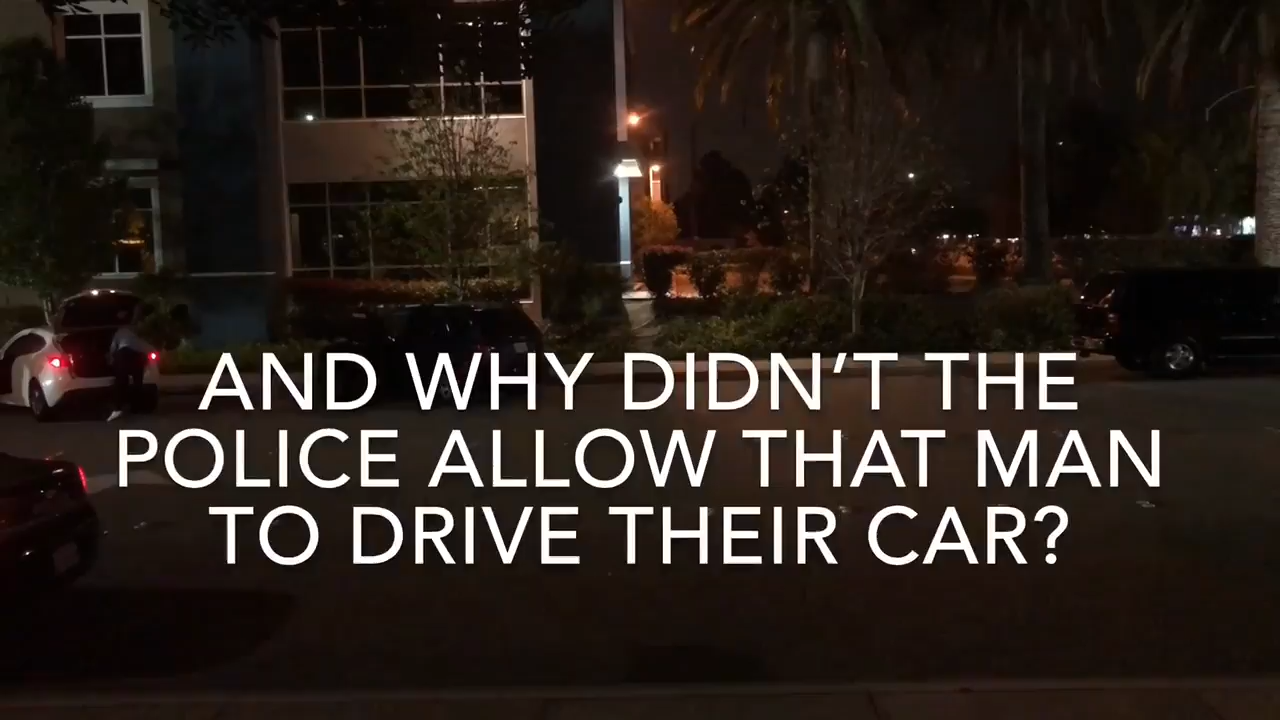 AND WHY DIDN’T THE
POLICE ALLOW THAT MAN
TO DRIVE THEIR CAR?